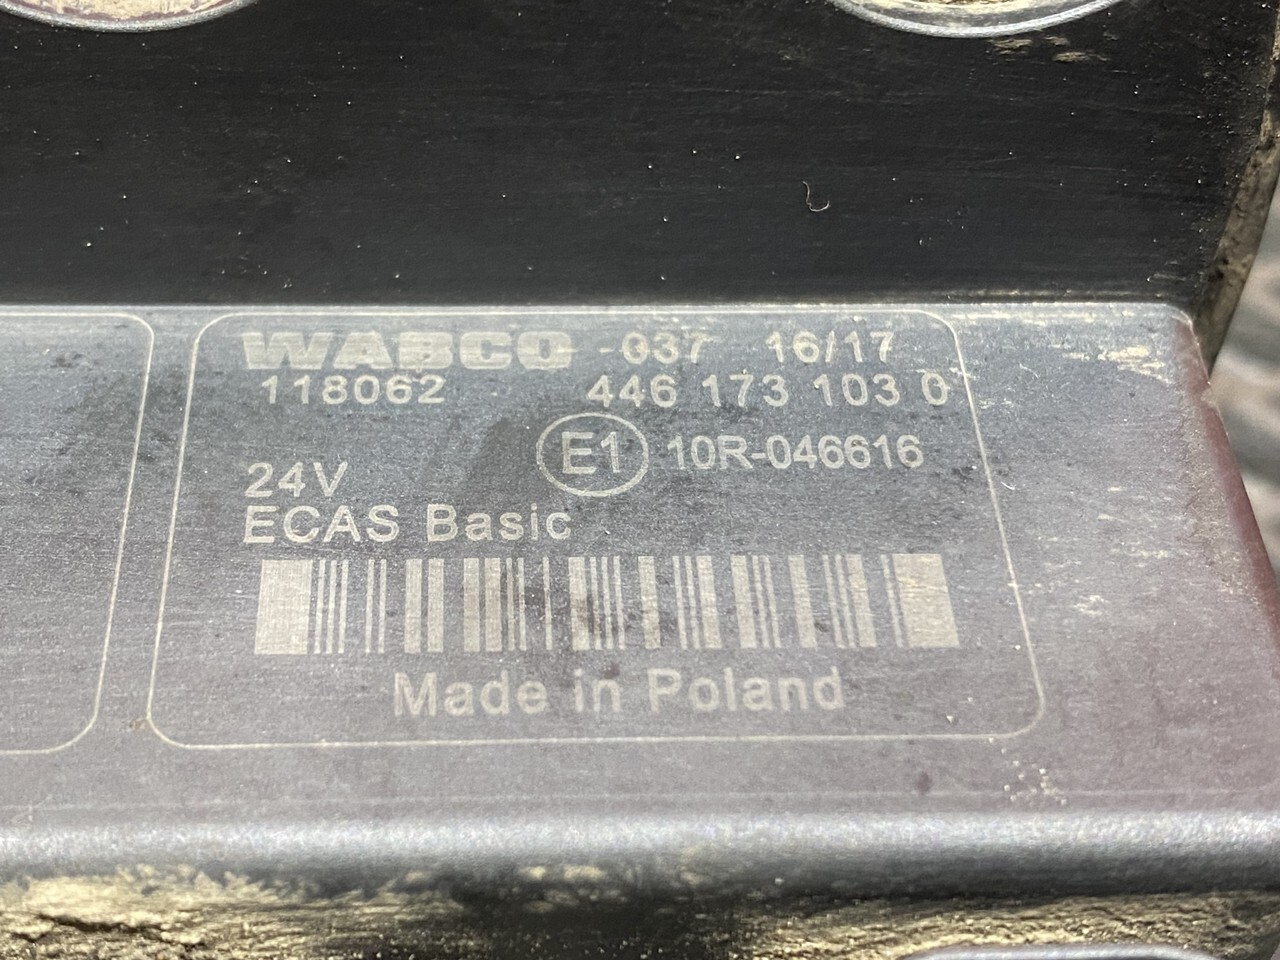 WABCO -037 16/17
118062 446 173 103 0
E1 10R-046616
24V
ECAS Basic
Made in Poland